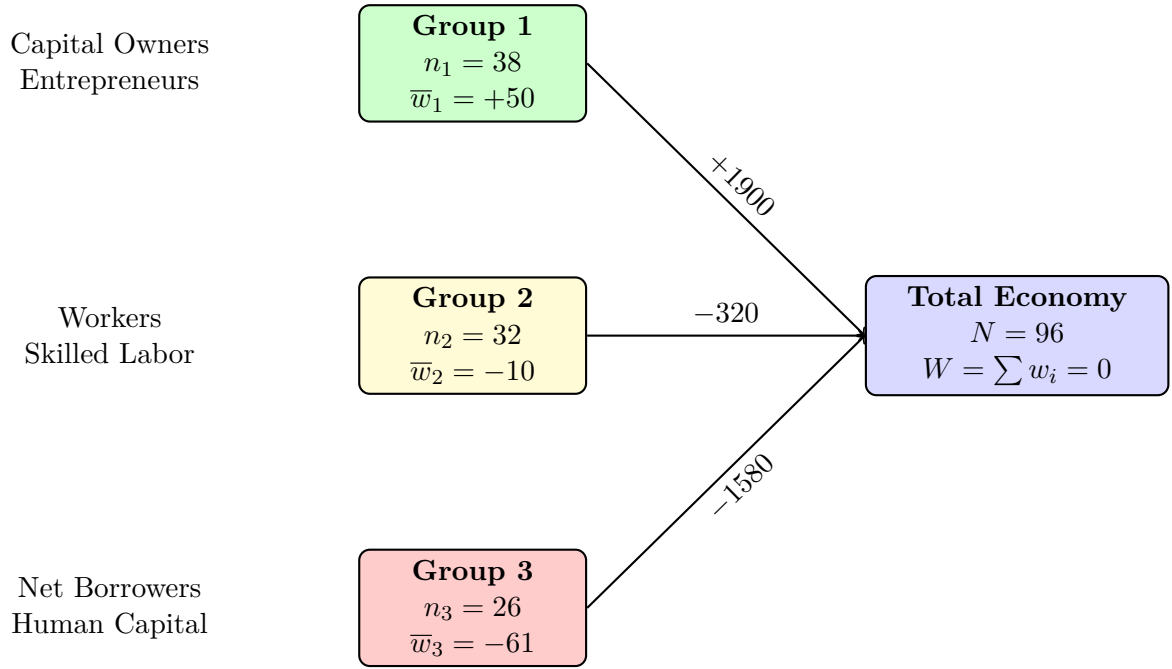 Capital Owners
Entrepreneurs
Group 1
n₁ = 38
w̅₁ = +50
+1900
Workers
Skilled Labor
Group 2
n₂ = 32
w̅₂ = −10
−320
Total Economy
N = 96
W = ∑ wᵢ = 0
−1580
Net Borrowers
Human Capital
Group 3
n₃ = 26
w̅₃ = −61